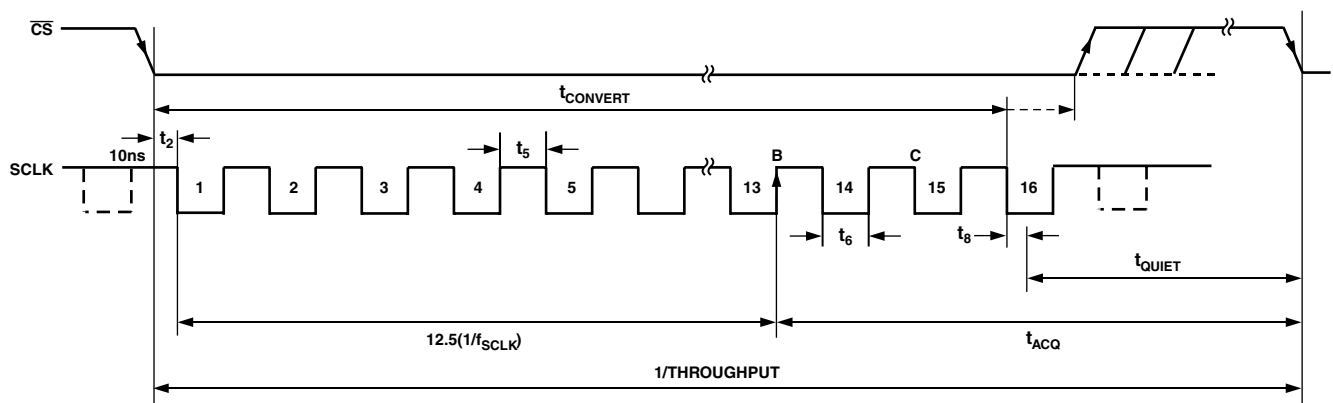 CS
tCONVERT
t2
10ns
t5
B
C
SCLK
1
2
3
4
5
13
14
15
16
t6
t8
tQUIET
12.5(1/fSCLK)
tACQ
1/THROUGHPUT